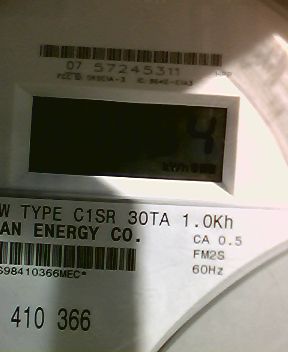 07 57245311
4
kWh
W TYPE C1SR 30TA 1.0Kh
AN ENERGY CO.
CA 0.5
FM2S
60Hz
S98410366MEC*
410 366